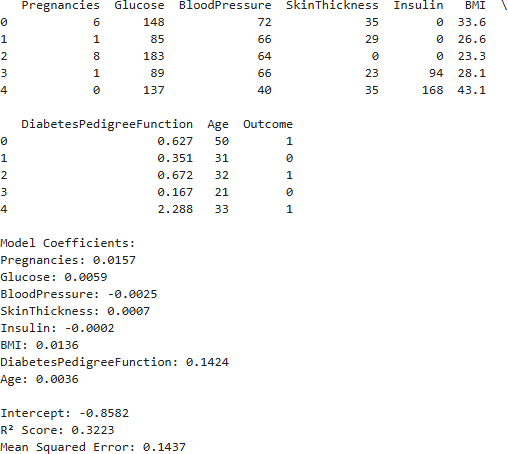 Pregnancies  Glucose  BloodPressure  SkinThickness  Insulin   BMI  \
0            6      148             72             35        0  33.6
1            1       85             66             29        0  26.6
2            8      183             64              0        0  23.3
3            1       89             66             23       94  28.1
4            0      137             40             35      168  43.1

   DiabetesPedigreeFunction  Age  Outcome
0                     0.627   50        1
1                     0.351   31        0
2                     0.672   32        1
3                     0.167   21        0
4                     2.288   33        1

Model Coefficients:
Pregnancies: 0.0157
Glucose: 0.0059
BloodPressure: -0.0025
SkinThickness: 0.0007
Insulin: -0.0002
BMI: 0.0136
DiabetesPedigreeFunction: 0.1424
Age: 0.0036

Intercept: -0.8582
R² Score: 0.3223
Mean Squared Error: 0.1437